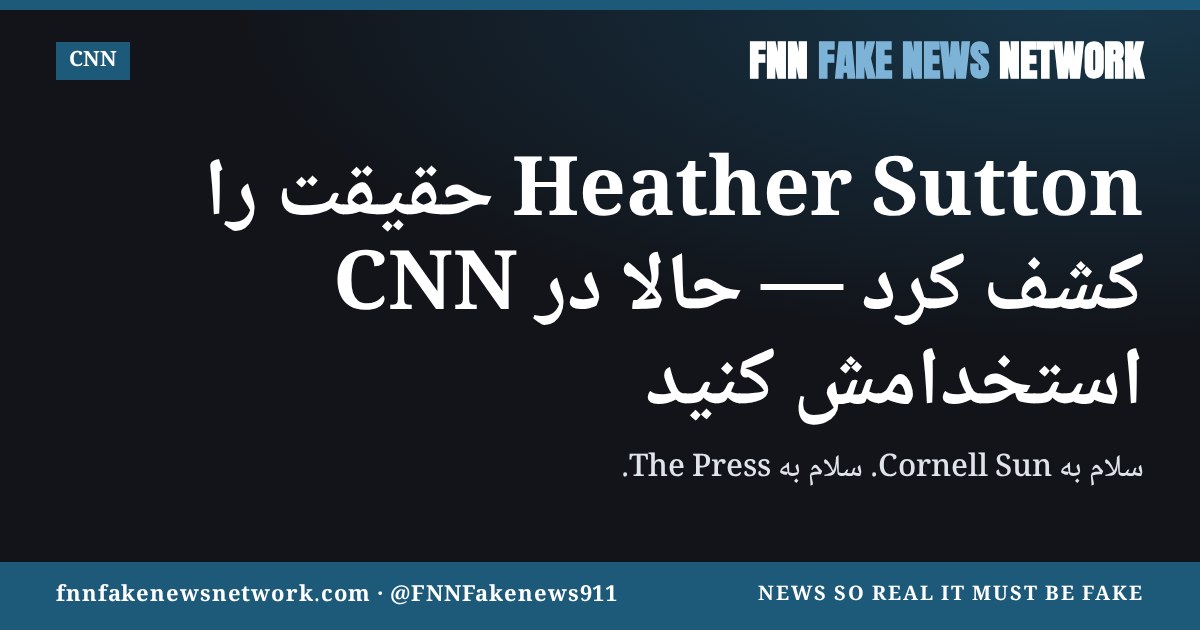 CNN
FNN FAKE NEWS NETWORK
Heather Sutton حقیقت را
کشف کرد — حالا در CNN
استخدامش کنید
سلام به Cornell Sun. سلام به The Press.
fnnfakenewsnetwork.com · @FNNFakenews911
NEWS SO REAL IT MUST BE FAKE